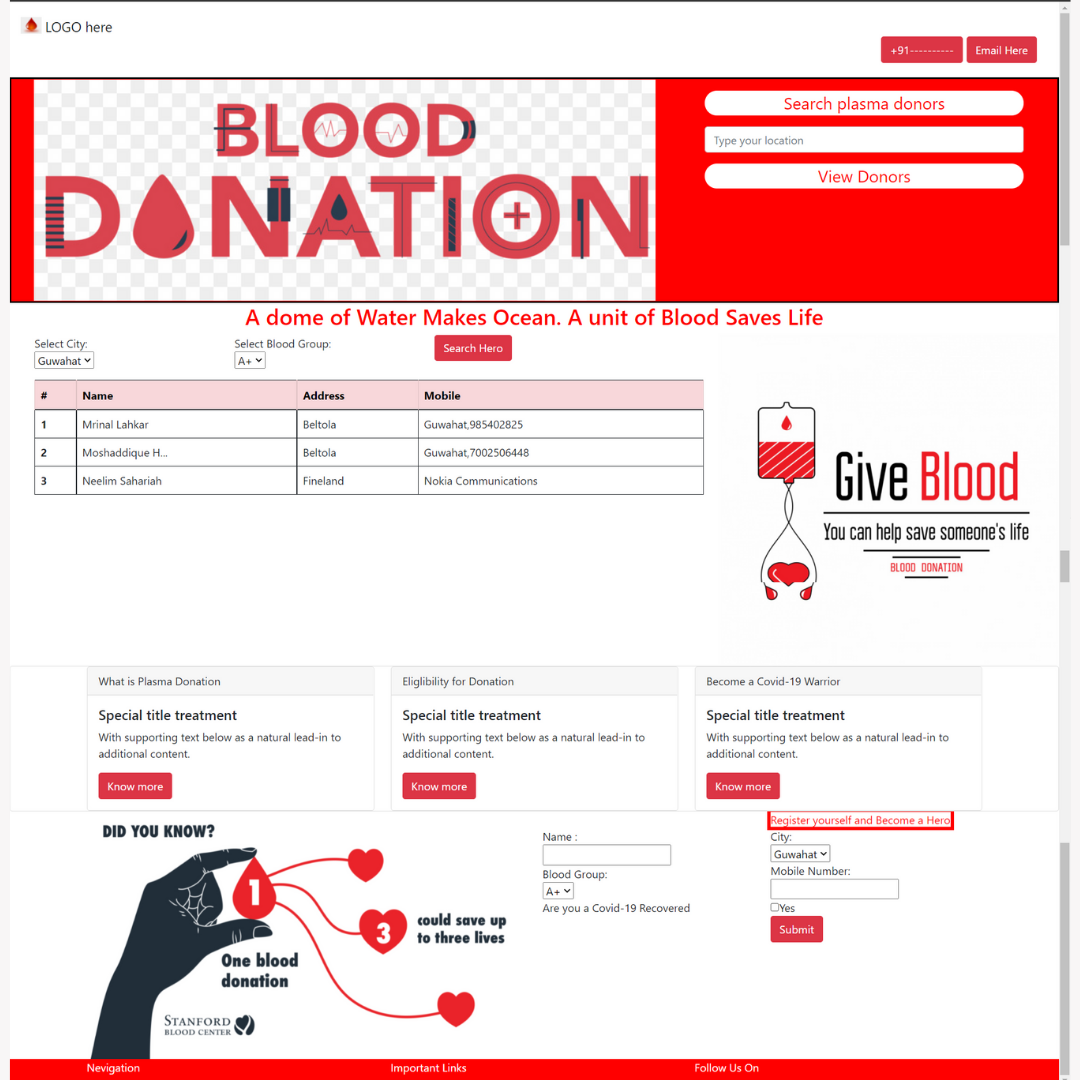 LOGO here
+91----------
Email Here
BLOOD
DONATION
Search plasma donors
Type your location
View Donors
A dome of Water Makes Ocean. A unit of Blood Saves Life
Select City:
Guwahat
Select Blood Group:
A+
Search Hero
# Name Address Mobile
1 Mrinal Lahkar Beltola Guwahat,985402825
2 Moshaddique H... Beltola Guwahat,7002506448
3 Neelim Sahariah Fineland Nokia Communications
Give Blood
You can help save someone's life
BLOOD DONATION
What is Plasma Donation
Special title treatment
With supporting text below as a natural lead-in to
additional content.
Know more
Eliglibility for Donation
Special title treatment
With supporting text below as a natural lead-in to
additional content.
Know more
Become a Covid-19 Warrior
Special title treatment
With supporting text below as a natural lead-in to
additional content.
Know more
DID YOU KNOW?
1
One blood
donation
3
could save up
to three lives
STANFORD
BLOOD CENTER
Name :
Blood Group:
A+
Are you a Covid-19 Recovered
Register yourself and Become a Hero
City:
Guwahat
Mobile Number:
Yes
Submit
Navigation
Important Links
Follow Us On